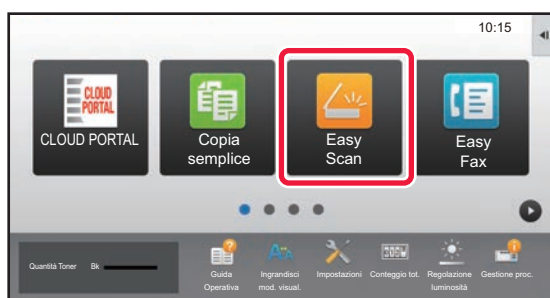 10:15
CLOUD
PORTAL
CLOUD PORTAL
Copia
semplice
Easy
Scan
Easy
Fax
Quantità Toner Bk
Guida
Operativa
Ingrandisci
mod. visual.
Impostazioni
Conteggio tot.
Regolazione
luminosità
Gestione proc.